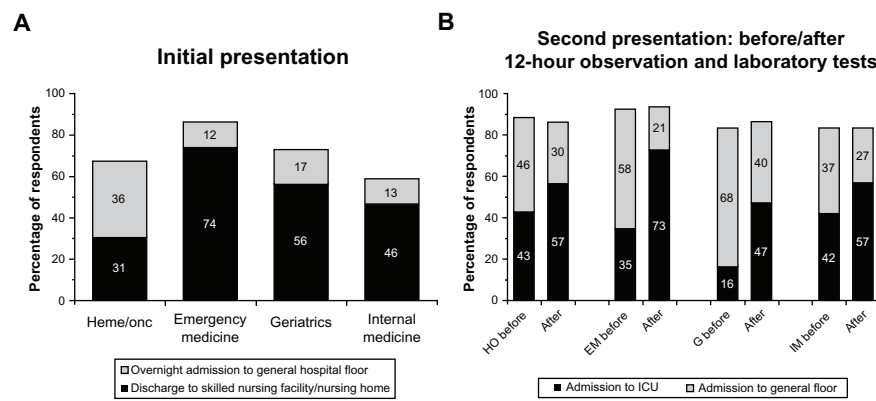 A
Initial presentation
Percentage of respondents
100
80
60
40
20
0
36
31
12
74
17
56
13
46
Heme/onc
Emergency
medicine
Geriatrics
Internal
medicine
Overnight admission to general hospital floor
Discharge to skilled nursing facility/nursing home
B
Second presentation: before/after
12-hour observation and laboratory tests
Percentage of respondents
100
80
60
40
20
0
46
43
30
57
58
35
21
73
68
16
40
47
37
42
27
57
HO before
After
EM before
After
G before
After
IM before
After
Admission to ICU
Admission to general floor